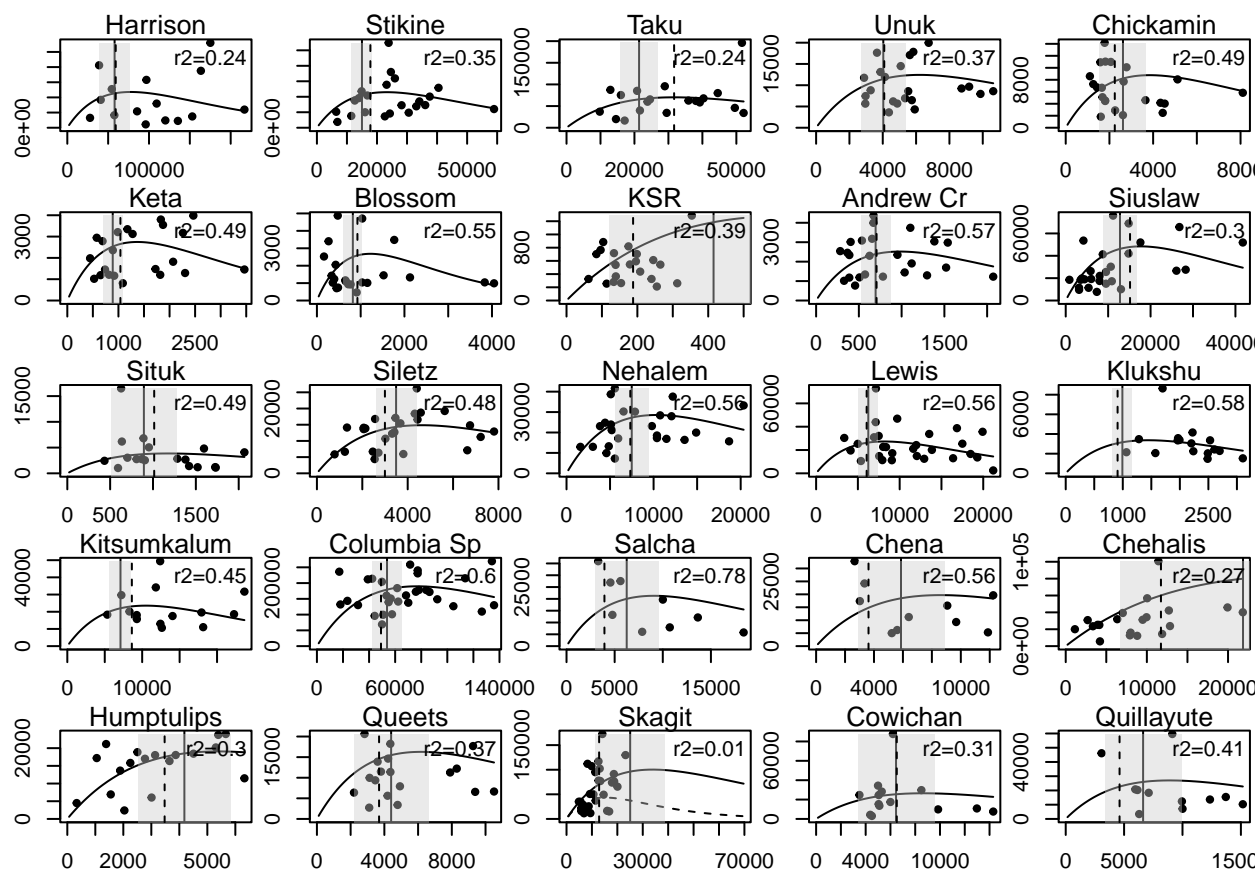 Harrison Stikine Taku Unuk Chickamin
r2=0.24 r2=0.35 r2=0.24 r2=0.37 r2=0.49
0e+00 0e+00 0 150000 0 15000 0 8000
0 100000 0 20000 40000 60000 0 20000 50000 0 4000 8000 0 4000 8000
Keta Blossom KSR Andrew Cr Siuslaw
r2=0.49 r2=0.55 r2=0.39 r2=0.57 r2=0.3
0 3000 0 3000 0 8000 0 3000 0 60000
0 1000 2500 0 1000 2000 3000 4000 0 200 400 0 500 1500 0 20000 40000
Situk Siletz Nehalem Lewis Klukshu
r2=0.49 r2=0.48 r2=0.56 r2=0.56 r2=0.58
0 15000 0 200000 0 30000 0 60000 0 6000
0 500 1500 0 4000 8000 0 10000 20000 0 10000 20000 0 1000 2500
Kitsumkalum Columbia Sp Salcha Chena Chehalis
r2=0.45 r2=0.6 r2=0.78 r2=0.56 r2=0.27
0 40000 0 300000 0 250000 0 25000 0e+00 1e+05
0 10000 0 60000 140000 0 5000 15000 0 4000 10000 0 10000 20000
Humptulips Queets Skagit Cowichan Quillayute
r2=0.3 r2=0.37 r2=0.01 r2=0.31 r2=0.41
0 20000 0 15000 0 150000 0 60000 0 40000
0 2000 5000 0 4000 10000 0 30000 70000 0 4000 10000 0 5000